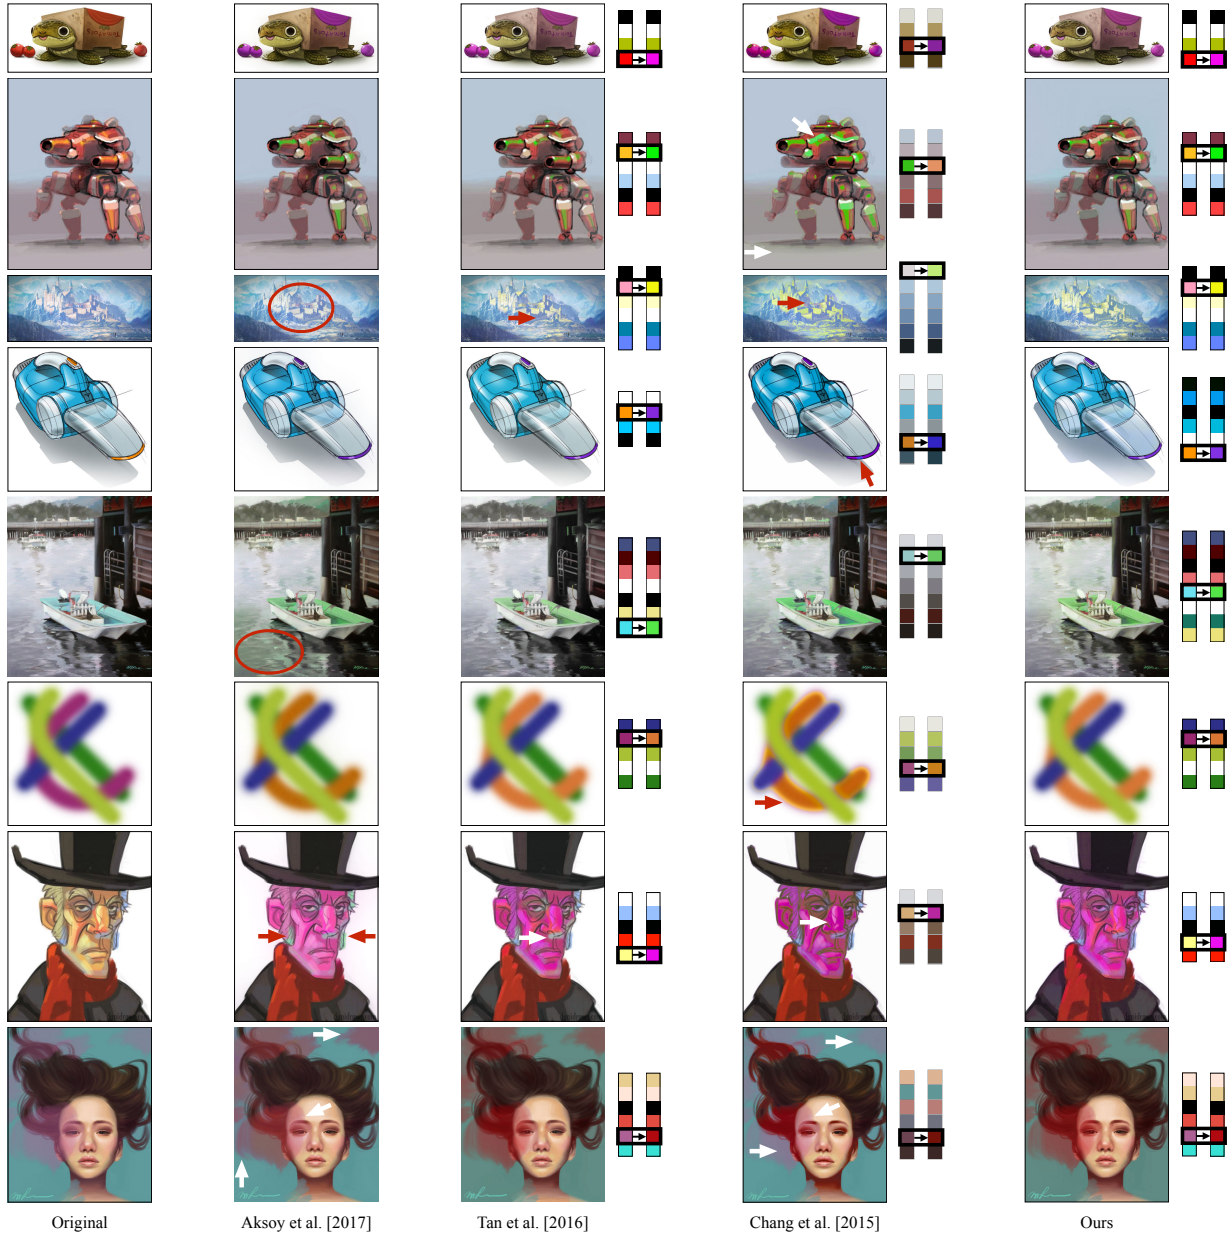 Original
Aksoy et al. [2017]
Tan et al. [2016]
Chang et al. [2015]
Ours